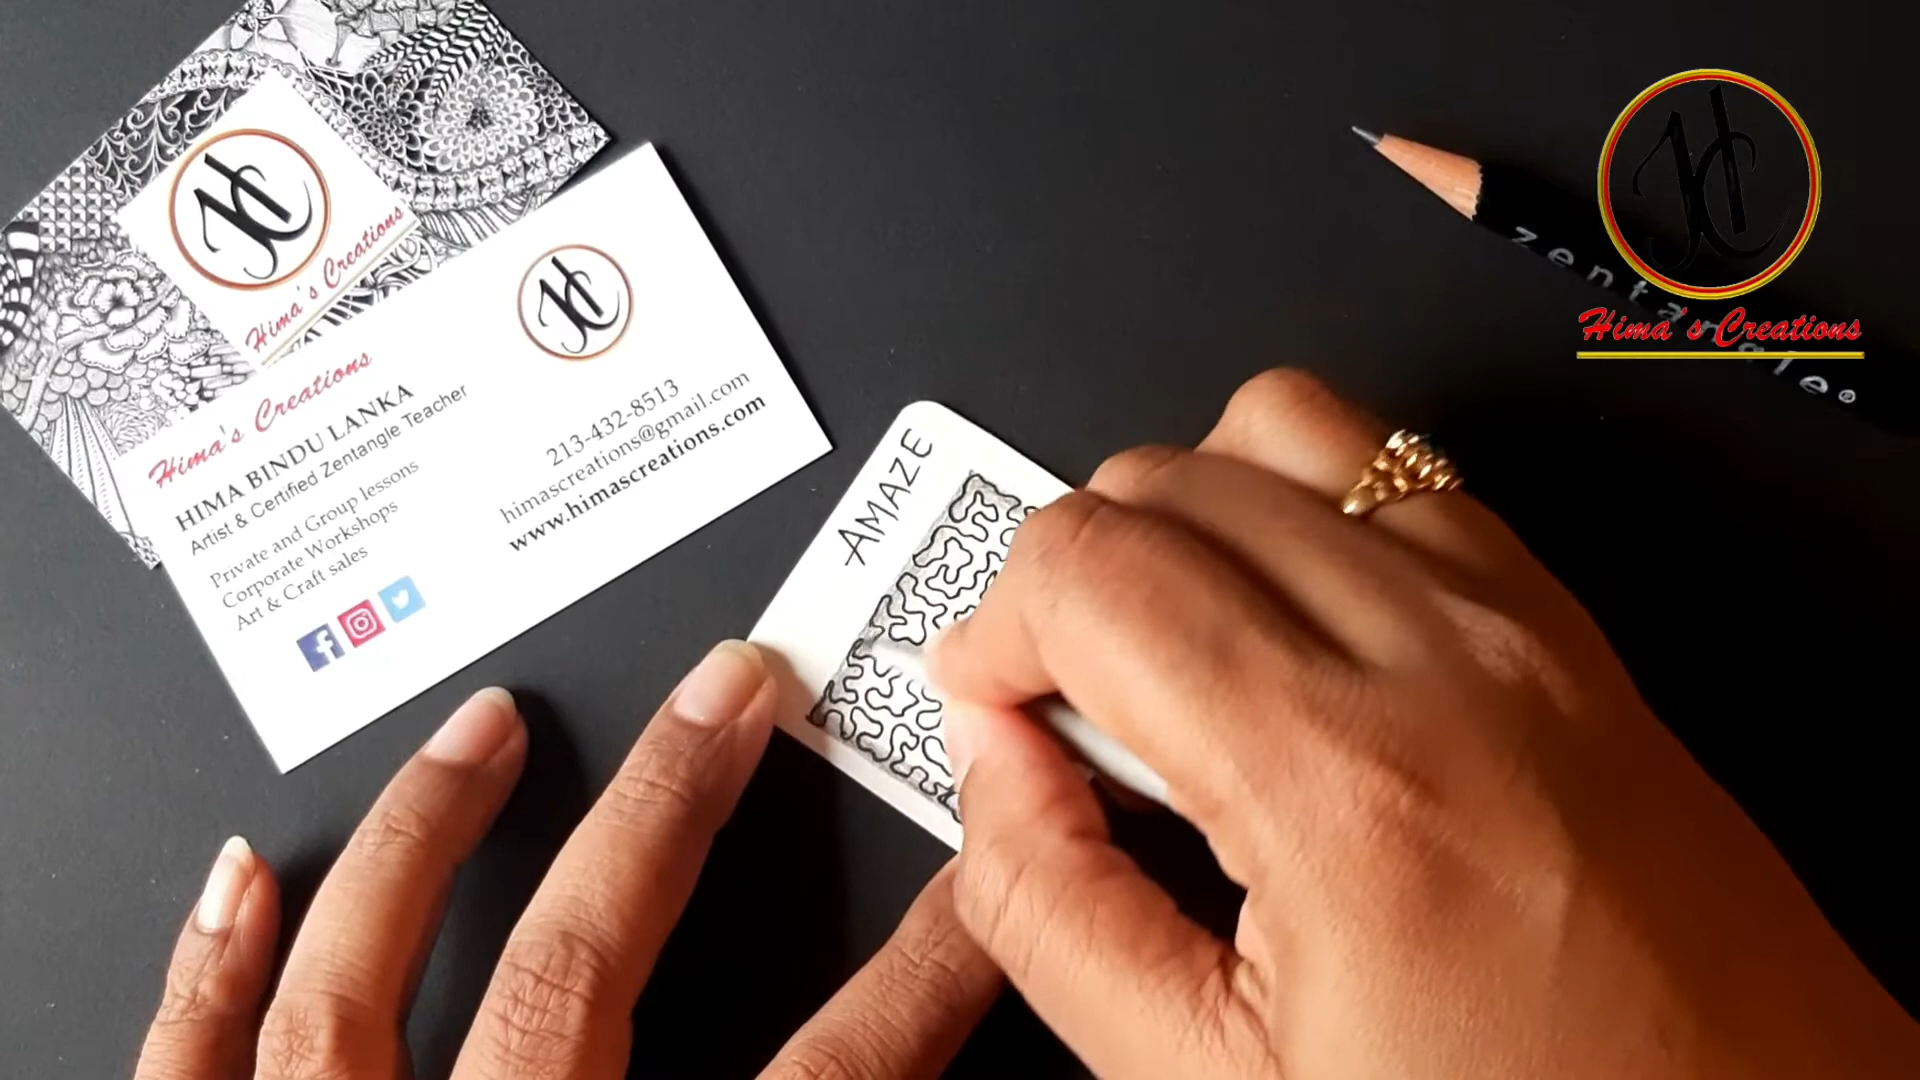 Hima's Creations
Hima's Creations
HIMA BINDU LANKA
Artist & Certified Zentangle Teacher
Private and Group lessons
Corporate Workshops
Art & Craft sales
213-432-8513
himascreations@gmail.com
www.himascreations.com
AMAZE
zentangle®
Hima's Creations